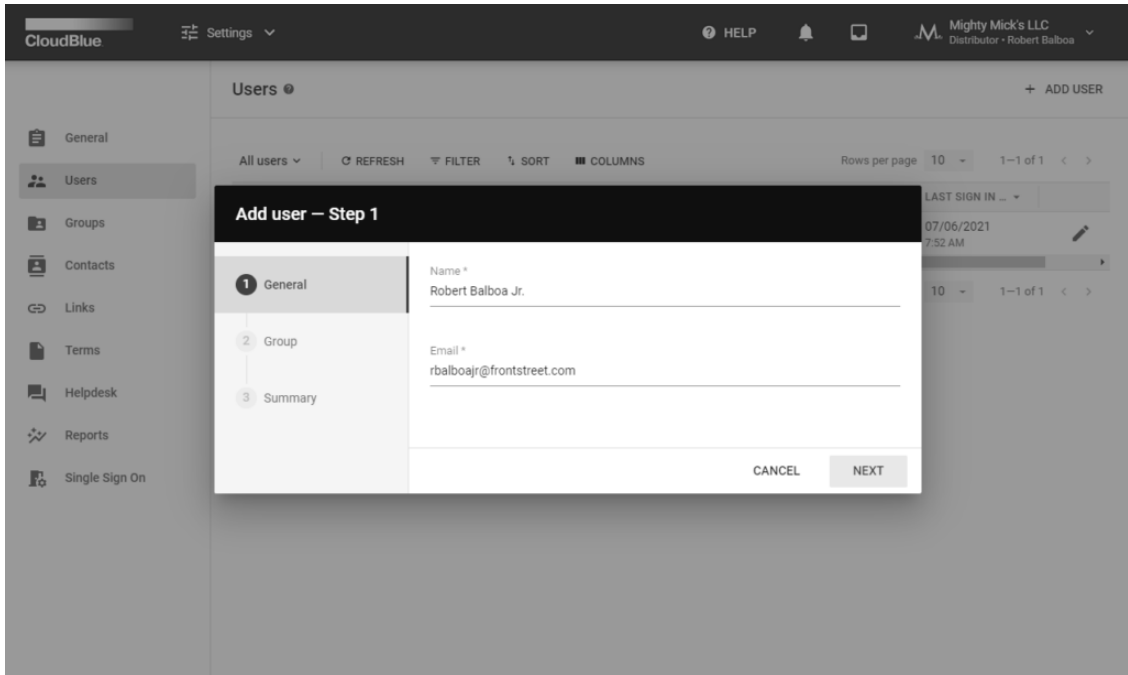 CloudBlue
Settings
HELP
Mighty Mick's LLC
Distributor • Robert Balboa
Users
+ ADD USER
General
Users
Groups
Contacts
Links
Terms
Helpdesk
Reports
Single Sign On
All users
REFRESH
FILTER
SORT
COLUMNS
Rows per page 10
1—1 of 1
LAST SIGN IN ...
07/06/2021
7:52 AM
10
1—1 of 1
Add user — Step 1
1 General
2 Group
3 Summary
Name *
Robert Balboa Jr.
Email *
rbalboajr@frontstreet.com
CANCEL
NEXT